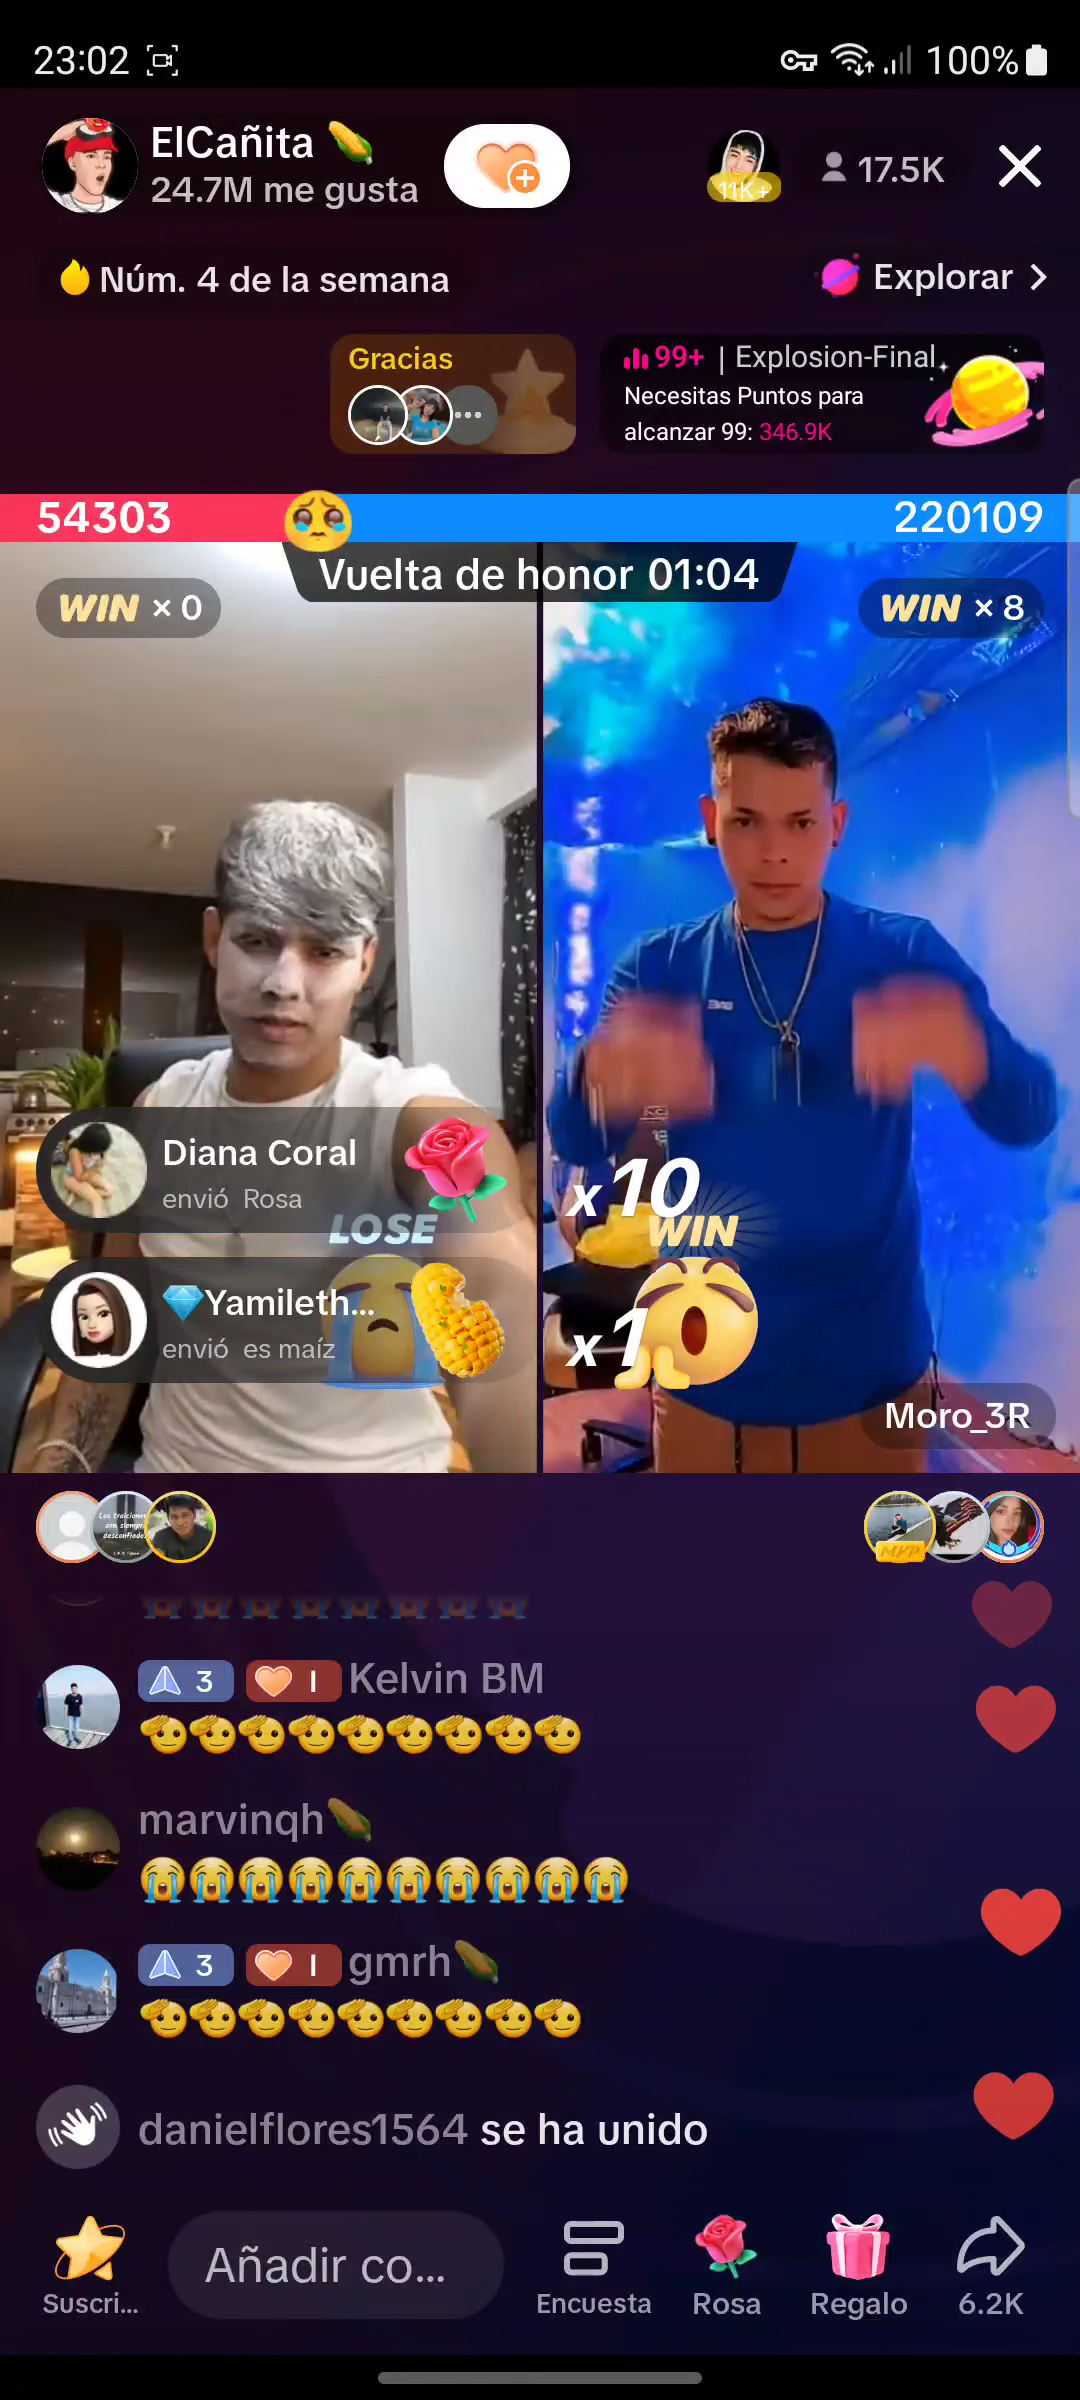 23:02
100%
ElCañita
24.7M me gusta
11K+
17.5K
Núm. 4 de la semana
Explorar
Gracias
99+ | Explosion-Final
Necesitas Puntos para
alcanzar 99: 346.9K
54303
220109
Vuelta de honor 01:04
WIN × 0
WIN × 8
Diana Coral
envió Rosa
x10
LOSE
WIN
Yamileth...
envió es maíz
x1
Moro_3R
MVP
3 I Kelvin BM
marvinqh
3 I gmrh
danielflores1564 se ha unido
Suscri...
Añadir co...
Encuesta
Rosa
Regalo
6.2K